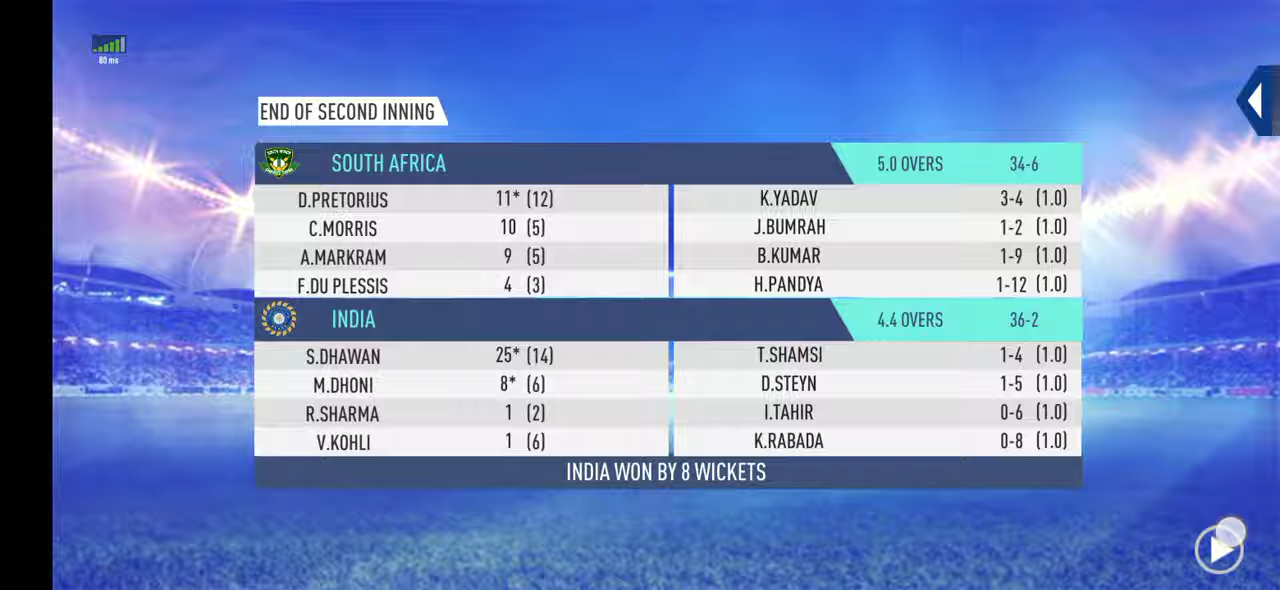 80 ms
END OF SECOND INNING
SOUTH AFRICA 5.0 OVERS 34-6
D.PRETORIUS 11* (12) K.YADAV 3-4 (1.0)
C.MORRIS 10 (5) J.BUMRAH 1-2 (1.0)
A.MARKRAM 9 (5) B.KUMAR 1-9 (1.0)
F.DU PLESSIS 4 (3) H.PANDYA 1-12 (1.0)
INDIA 4.4 OVERS 36-2
S.DHAWAN 25* (14) T.SHAMSI 1-4 (1.0)
M.DHONI 8* (6) D.STEYN 1-5 (1.0)
R.SHARMA 1 (2) I.TAHIR 0-6 (1.0)
V.KOHLI 1 (6) K.RABADA 0-8 (1.0)
INDIA WON BY 8 WICKETS